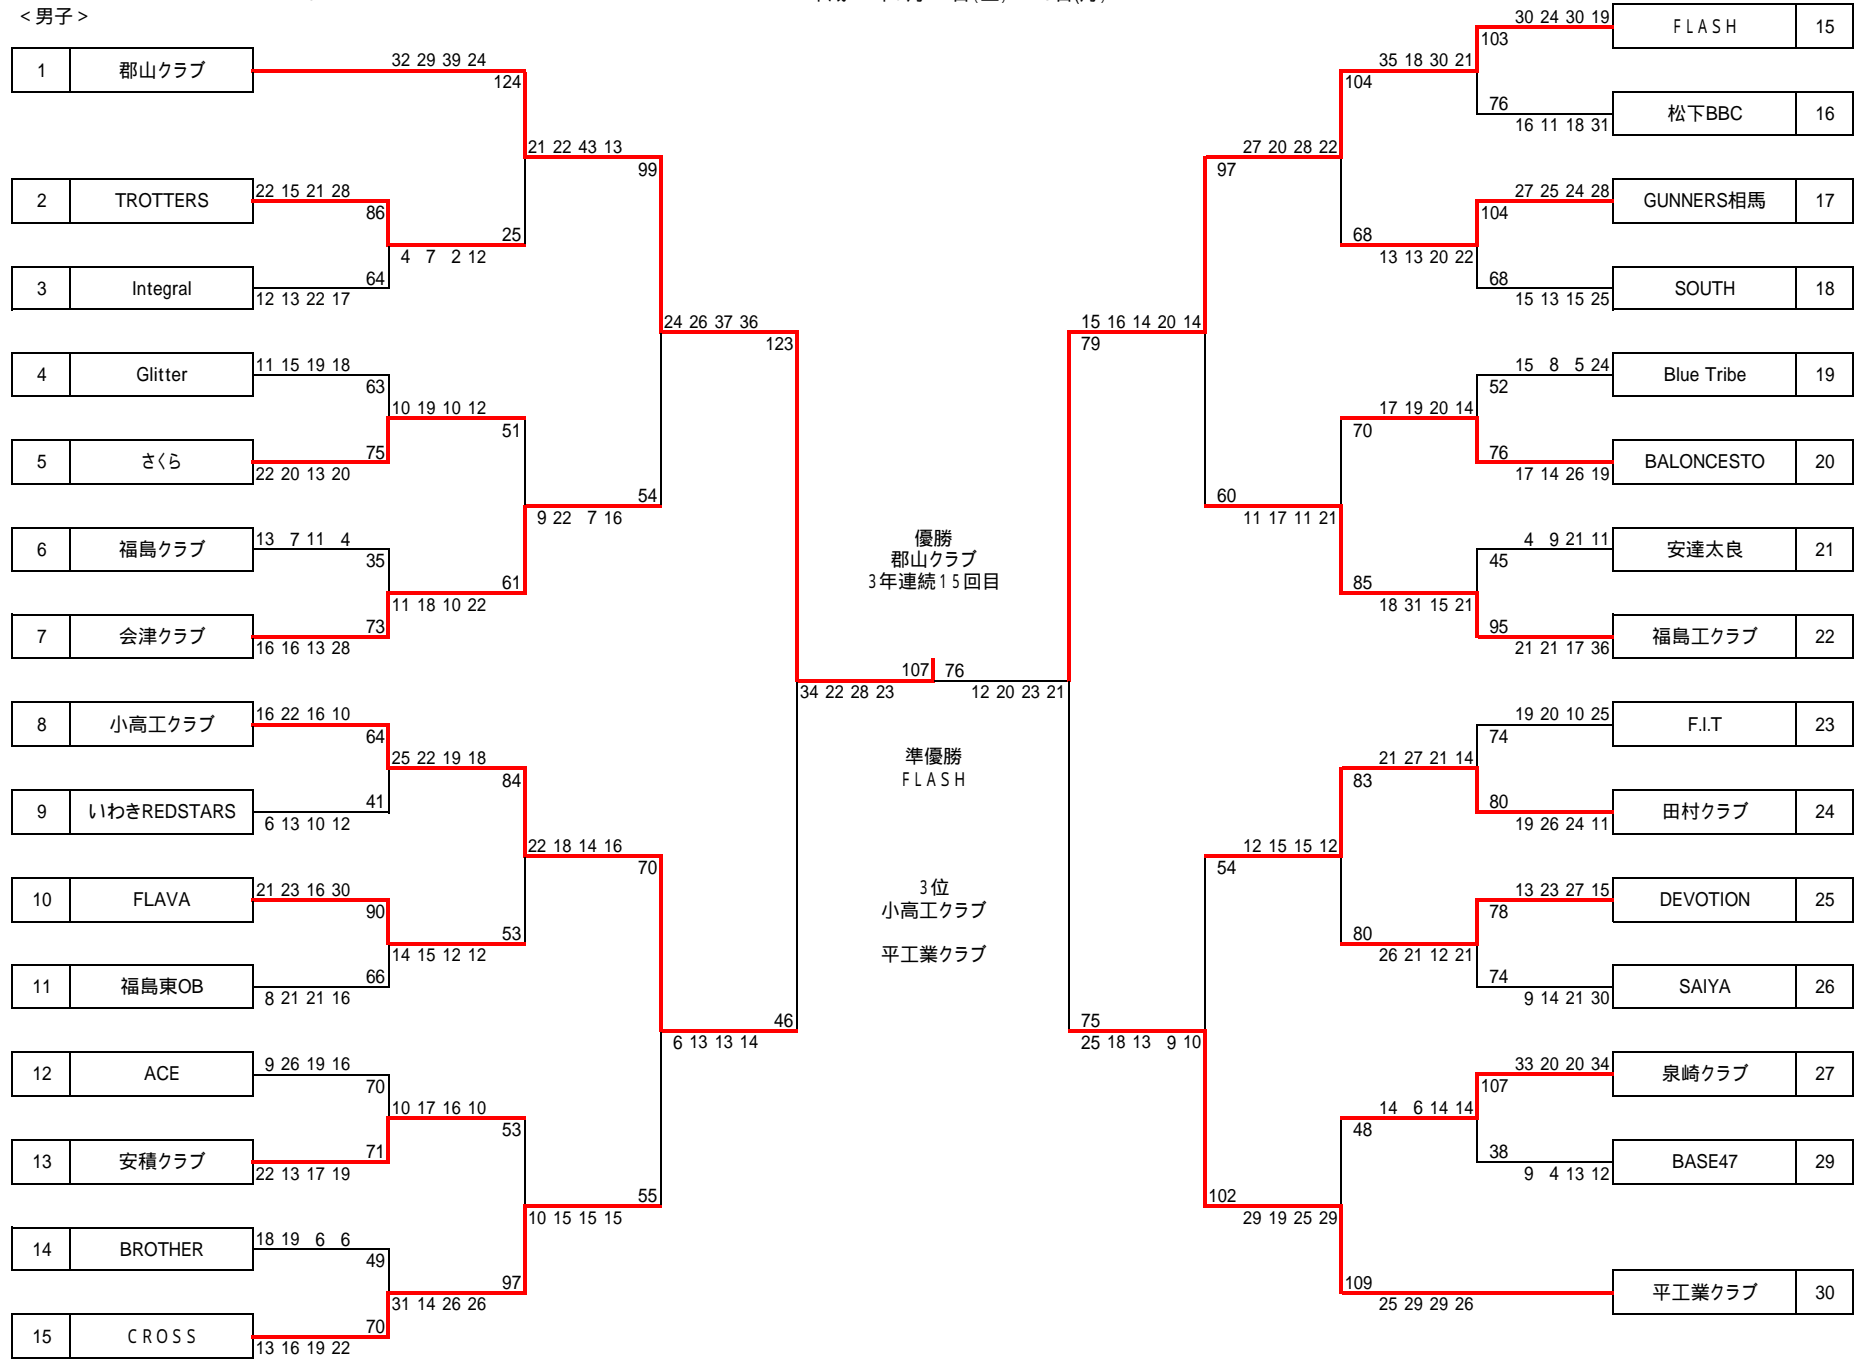 ＜男子＞
1 郡山クラブ
32 29 39 24
124
21 22 43 13
99
2 TROTTERS
22 15 21 28
86
25
4 7 2 12
3 Integral
64
12 13 22 17
24 26 37 36
123
4 Glitter
11 15 19 18
63
10 19 10 12
51
5 さくら
75
22 20 13 20
54
9 22 7 16
6 福島クラブ
13 7 11 4
35
61
11 18 10 22
7 会津クラブ
73
16 16 13 28
8 小高工クラブ
16 22 16 10
64
25 22 19 18
84
9 いわきREDSTARS
41
6 13 10 12
22 18 14 16
70
10 FLAVA
21 23 16 30
90
53
14 15 12 12
11 福島東OB
66
8 21 21 16
46
6 13 13 14
12 ACE
9 26 19 16
70
10 17 16 10
53
13 安積クラブ
71
22 13 17 19
55
10 15 15 15
14 BROTHER
18 19 6 6
49
97
31 14 26 26
15 CROSS
70
13 16 19 22
優勝
郡山クラブ
3年連続15回目
107 76
34 22 28 23
12 20 23 21
準優勝
FLASH
3位
小高工クラブ
平工業クラブ
30 24 30 19
FLASH 15
103
35 18 30 21
104
76
16 11 18 31
松下BBC 16
27 20 28 22
97
27 25 24 28
GUNNERS相馬 17
104
68
13 13 20 22
68
15 13 15 25
SOUTH 18
15 16 14 20 14
79
15 8 5 24
Blue Tribe 19
52
17 19 20 14
70
76
17 14 26 19
BALONCESTO 20
60
11 17 11 21
4 9 21 11
安達太良 21
45
85
18 31 15 21
95
21 21 17 36
福島工クラブ 22
19 20 10 25
F.I.T 23
74
21 27 21 14
83
80
19 26 24 11
田村クラブ 24
12 15 15 12
54
13 23 27 15
DEVOTION 25
78
80
26 21 12 21
74
9 14 21 30
SAIYA 26
75
25 18 13 9 10
33 20 20 34
泉崎クラブ 27
107
14 6 14 14
48
38
9 4 13 12
BASE47 29
102
29 19 25 29
109
25 29 29 26
平工業クラブ 30